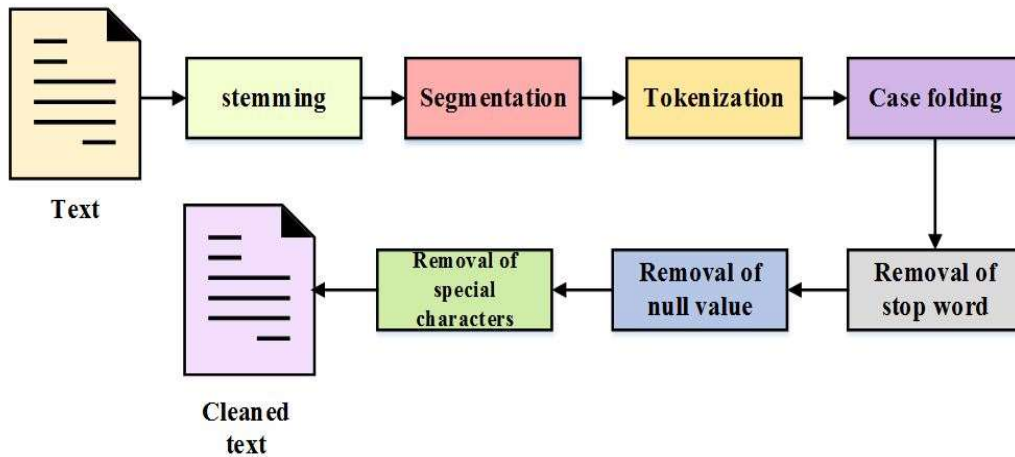 stemming
Segmentation
Tokenization
Case folding
Text
Removal of
stop word
Removal of
null value
Removal of
special
characters
Cleaned
text